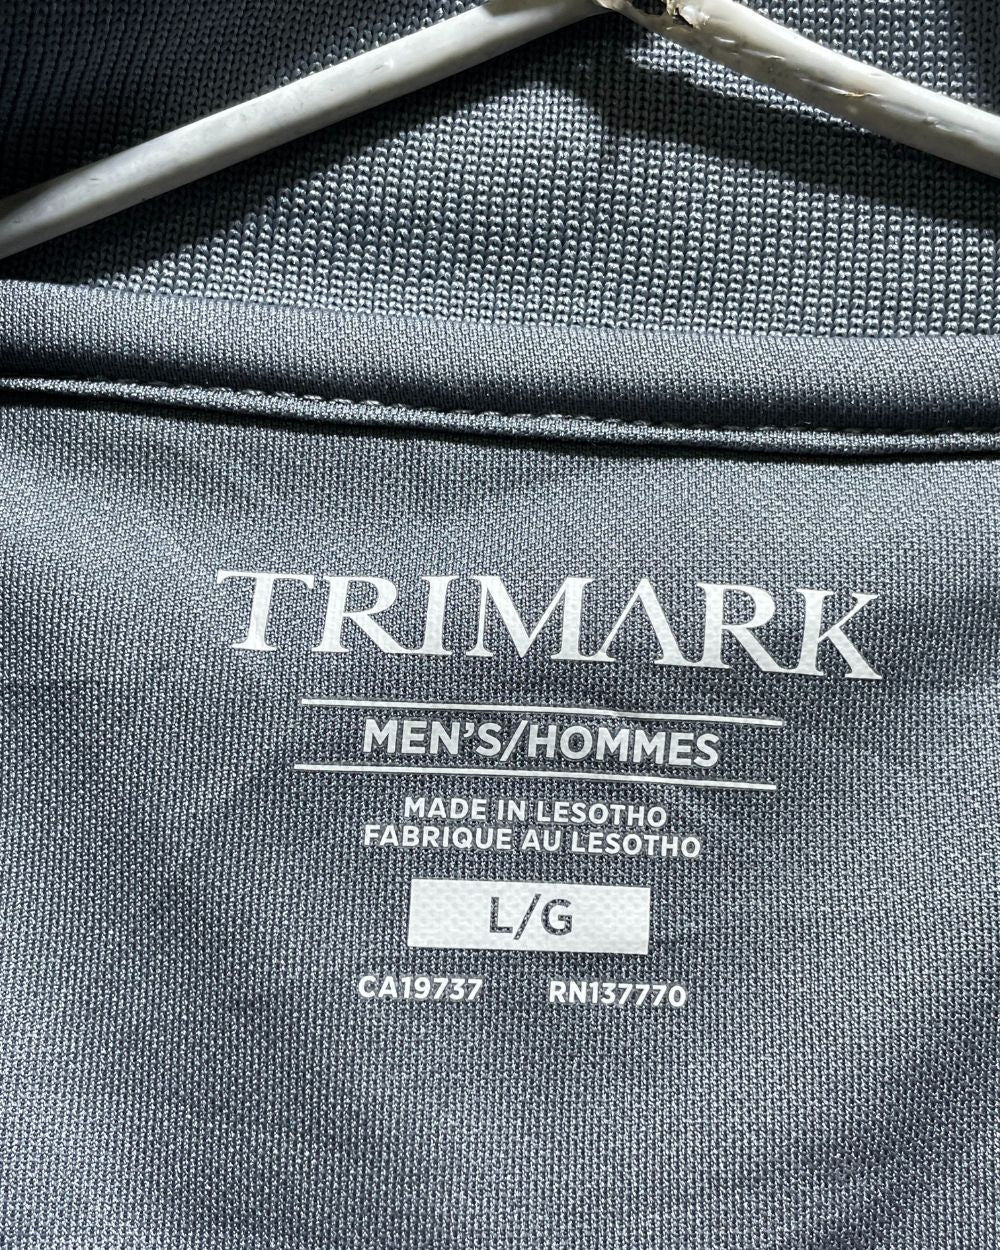 TRIMARK
MEN'S/HOMMES
MADE IN LESOTHO
FABRIQUE AU LESOTHO
L/G
CA19737 RN137770